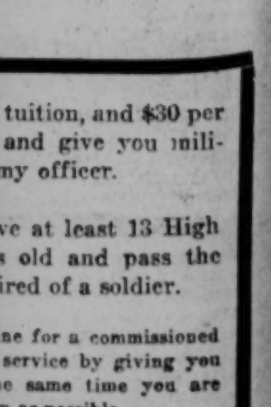 tuition, and $30 per
and give you mili-
my officer.
ve at least 13 High
s old and pass the
ired of a soldier.
ne for a commissioned
service by giving you
e same time you are